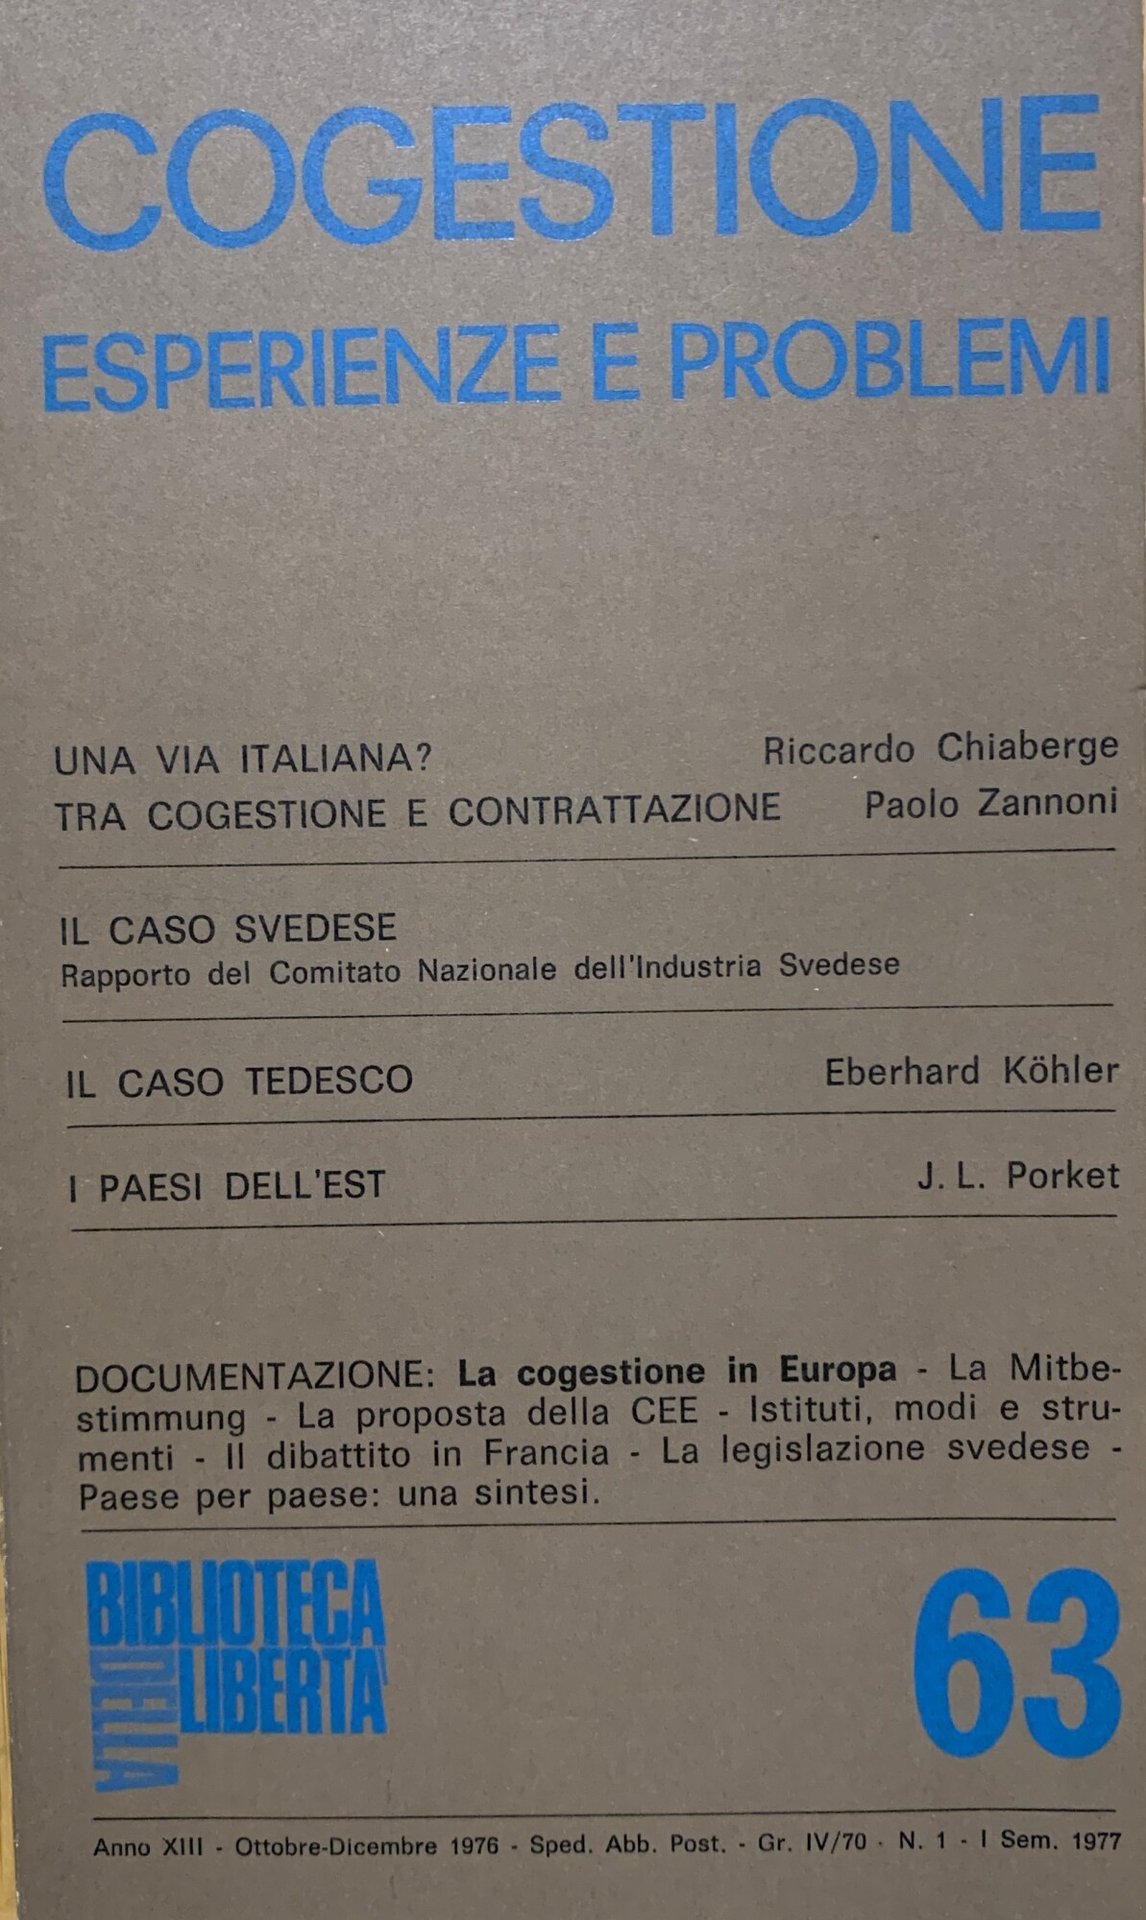 COGESTIONE
ESPERIENZE E PROBLEMI
UNA VIA ITALIANA? Riccardo Chiaberge
TRA COGESTIONE E CONTRATTAZIONE Paolo Zannoni
IL CASO SVEDESE
Rapporto del Comitato Nazionale dell'Industria Svedese
IL CASO TEDESCO Eberhard Köhler
I PAESI DELL'EST J. L. Porket
DOCUMENTAZIONE: La cogestione in Europa - La Mitbe-
stimmung - La proposta della CEE - Istituti, modi e stru-
menti - Il dibattito in Francia - La legislazione svedese -
Paese per paese: una sintesi.
BIBLIOTECA
DELLA
LIBERTA'
63
Anno XIII - Ottobre-Dicembre 1976 - Sped. Abb. Post. - Gr. IV/70 - N. 1 - I Sem. 1977